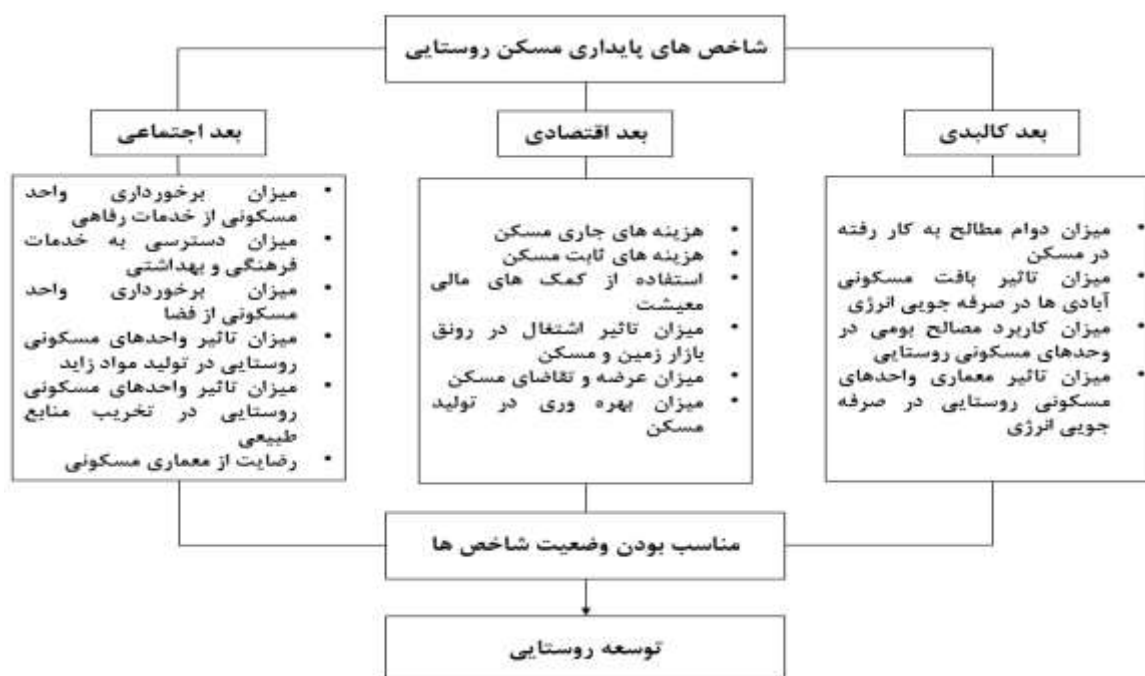 شاخص های پایداری مسکن روستایی
بعد کالبدی
میزان دوام مطالح به کار رفته
در مسکن
میزان تاثیر بافت مسکونی
آبادی ها در صرفه جویی انرژی
میزان کاربرد مصالح بومی در
وحدهای مسکونی روستایی
میزان تاثیر معماری واحدهای
مسکونی روستایی در صرفه
جویی انرژی
بعد اقتصادی
هزینه های جاری مسکن
هزینه های ثابت مسکن
استفاده از کمک های مالی
معیشت
میزان تاثیر اشتغال در رونق
بازار زمین و مسکن
میزان عرضه و تقاضای مسکن
میزان بهره وری در تولید
مسکن
بعد اجتماعی
میزان برخورداری واحد
مسکونی از خدمات رفاهی
میزان دسترسی به خدمات
فرهنگی و بهداشتی
میزان برخورداری واحد
مسکونی از فضا
میزان تاثیر واحدهای مسکونی
روستایی در تولید مواد زاید
میزان تاثیر واحدهای مسکونی
روستایی در تخریب منابع
طبیعی
رضایت از معماری مسکونی
مناسب بودن وضعیت شاخص ها
توسعه روستایی